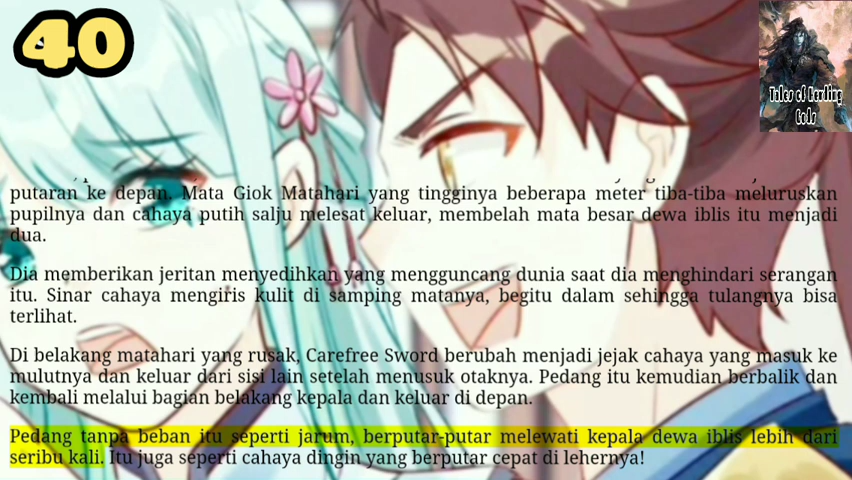 40
Tales of Herding
Gods
putaran ke depan. Mata Giok Matahari yang tingginya beberapa meter tiba-tiba meluruskan
pupilnya dan cahaya putih salju melesat keluar, membelah mata besar dewa iblis itu menjadi
dua.
Dia memberikan jeritan menyedihkan yang mengguncang dunia saat dia menghindari serangan
itu. Sinar cahaya mengiris kulit di samping matanya, begitu dalam sehingga tulangnya bisa
terlihat.
Di belakang matahari yang rusak, Carefree Sword berubah menjadi jejak cahaya yang masuk ke
mulutnya dan keluar dari sisi lain setelah menusuk otaknya. Pedang itu kemudian berbalik dan
kembali melalui bagian belakang kepala dan keluar di depan.
Pedang tanpa beban itu seperti jarum, berputar-putar melewati kepala dewa iblis lebih dari
seribu kali. Itu juga seperti cahaya dingin yang berputar cepat di lehernya!